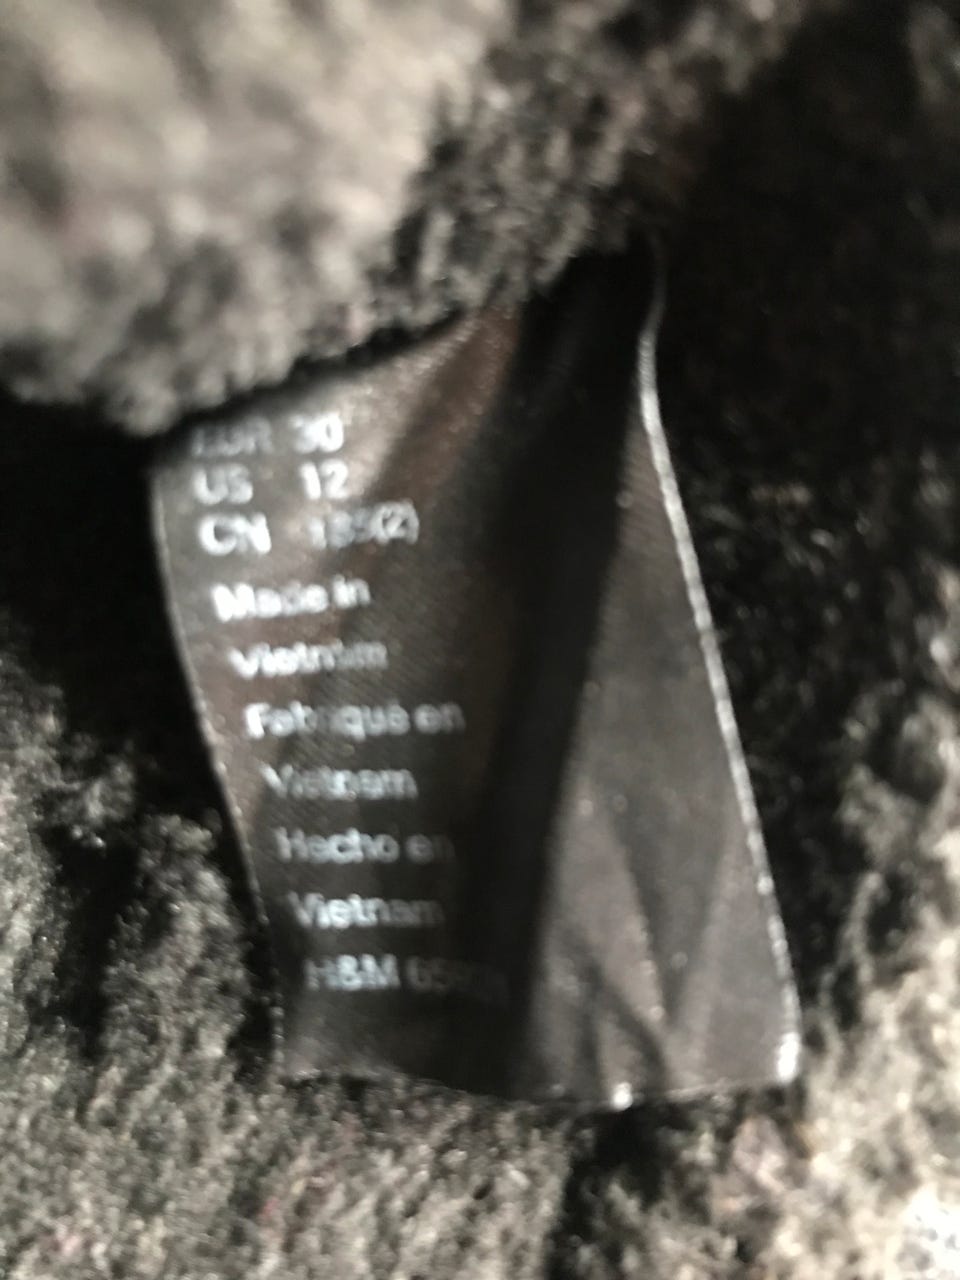 EUR 30
US 12
CN
Made in
Vietnam
Fabriqué en
Vietnam
Hecho en
Vietnam
H&M